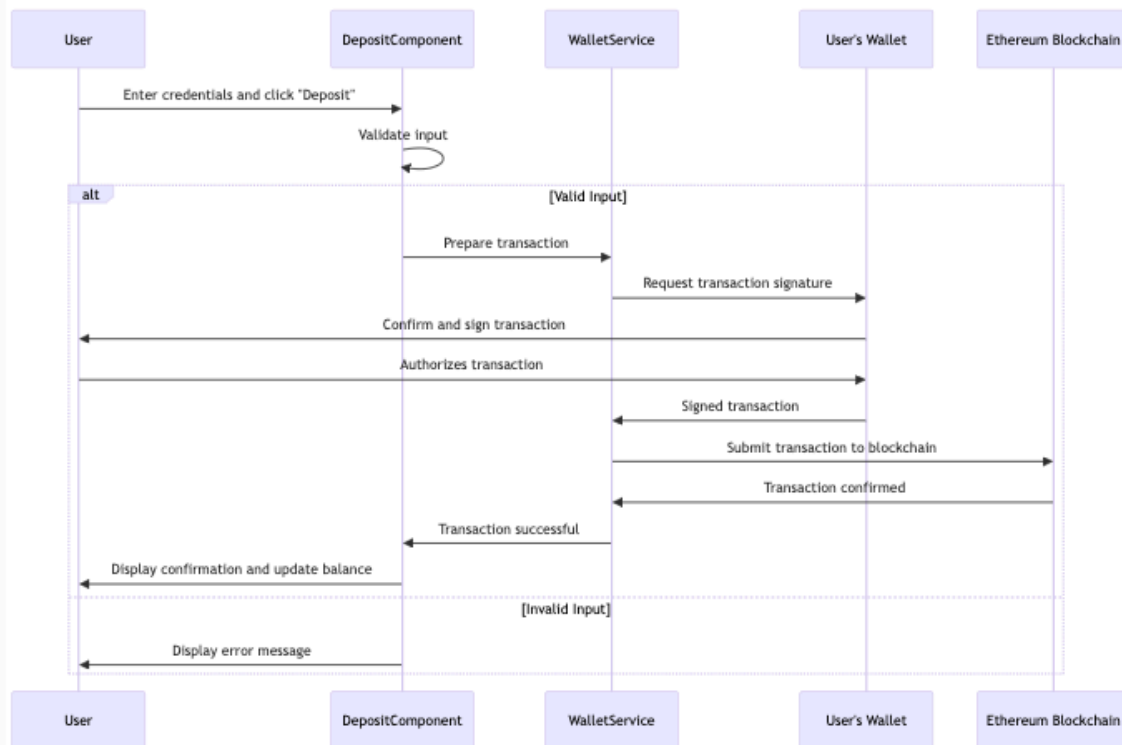 User DepositComponent WalletService User's Wallet Ethereum Blockchain
Enter credentials and click "Deposit"
Validate input
alt [Valid Input]
Prepare transaction
Request transaction signature
Confirm and sign transaction
Authorizes transaction
Signed transaction
Submit transaction to blockchain
Transaction confirmed
Transaction successful
Display confirmation and update balance
[Invalid Input]
Display error message
User DepositComponent WalletService User's Wallet Ethereum Blockchain